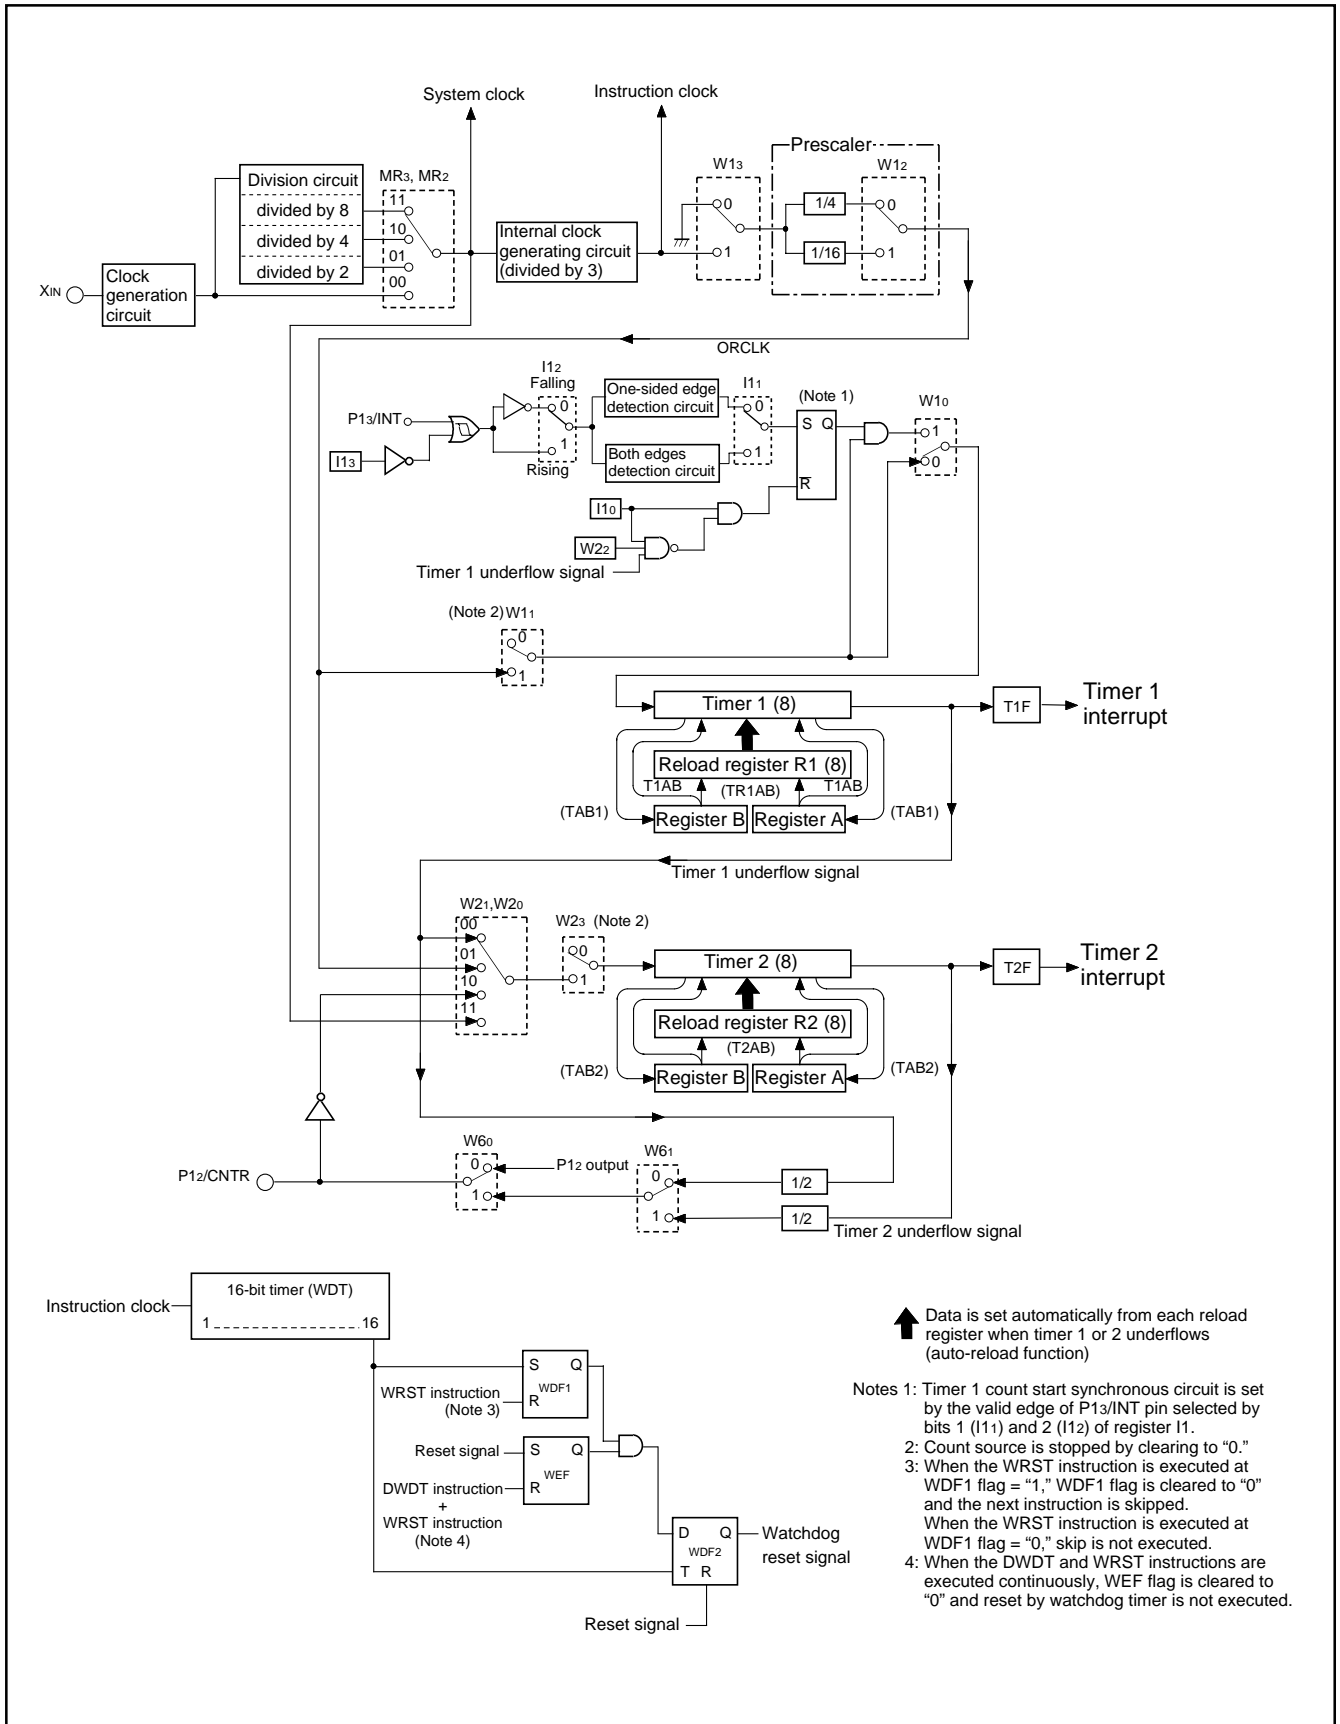 System clock
Instruction clock
Prescaler
Division circuit
divided by 8
divided by 4
divided by 2
MR3, MR2
11
10
01
00
XIN
Clock
generation
circuit
Internal clock
generating circuit
(divided by 3)
W13
0
1
1/4
1/16
W12
0
1
ORCLK
I12
Falling
0
1
Rising
P13/INT
I13
One-sided edge
detection circuit
Both edges
detection circuit
I11
0
1
(Note 1)
S Q
R
W10
1
0
I10
W22
Timer 1 underflow signal
(Note 2) W11
0
1
Timer 1 (8)
T1F
Timer 1
interrupt
Reload register R1 (8)
T1AB
(TR1AB)
T1AB
(TAB1)
Register B
Register A
(TAB1)
Timer 1 underflow signal
W21,W20
00
01
10
11
W23 (Note 2)
0
1
Timer 2 (8)
T2F
Timer 2
interrupt
Reload register R2 (8)
(T2AB)
(TAB2)
Register B
Register A
(TAB2)
P12/CNTR
W60
0
1
P12 output
W61
0
1
1/2
1/2
Timer 2 underflow signal
Instruction clock
16-bit timer (WDT)
1 16
S Q
WDF1
R
WRST instruction
(Note 3)
Reset signal
S Q
WEF
R
DWDT instruction
+
WRST instruction
(Note 4)
D Q
WDF2
T R
Watchdog
reset signal
Reset signal
Data is set automatically from each reload
register when timer 1 or 2 underflows
(auto-reload function)
Notes 1: Timer 1 count start synchronous circuit is set
by the valid edge of P13/INT pin selected by
bits 1 (I11) and 2 (I12) of register I1.
2: Count source is stopped by clearing to “0.”
3: When the WRST instruction is executed at
WDF1 flag = “1,” WDF1 flag is cleared to “0”
and the next instruction is skipped.
When the WRST instruction is executed at
WDF1 flag = “0,” skip is not executed.
4: When the DWDT and WRST instructions are
executed continuously, WEF flag is cleared to
“0” and reset by watchdog timer is not executed.